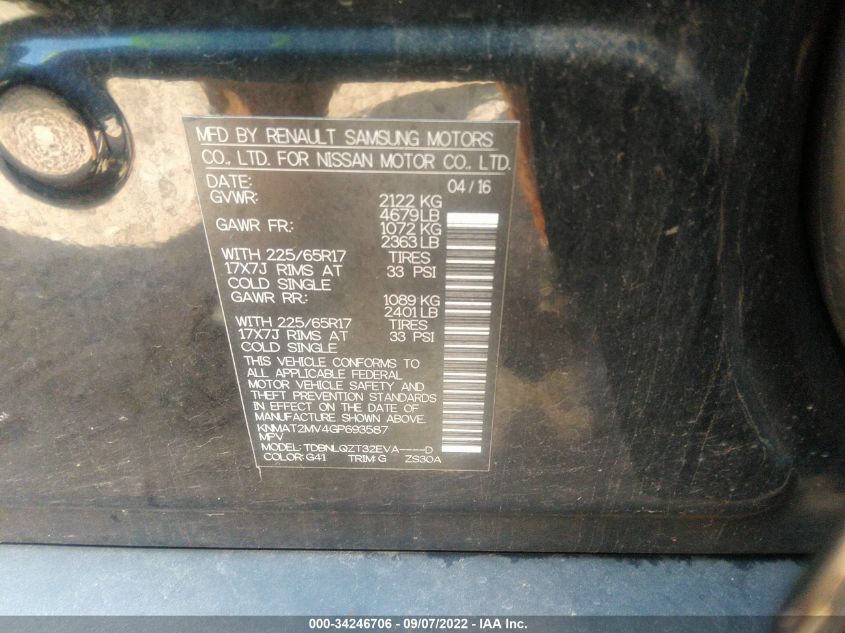 MFD BY RENAULT SAMSUNG MOTORS
CO., LTD. FOR NISSAN MOTOR CO., LTD.
DATE: 04/16
GVWR: 2122 KG
4679 LB
GAWR FR: 1072 KG
2363 LB
WITH 225/65R17 TIRES
17X7J RIMS AT 33 PSI
COLD SINGLE
GAWR RR: 1089 KG
2401 LB
WITH 225/65R17 TIRES
17X7J RIMS AT 33 PSI
COLD SINGLE
THIS VEHICLE CONFORMS TO
ALL APPLICABLE FEDERAL
MOTOR VEHICLE SAFETY AND
THEFT PREVENTION STANDARDS
IN EFFECT ON THE DATE OF
MANUFACTURE SHOWN ABOVE.
KNMAT2MV4GP693587
MPV
MODEL: TDBNLQZT32EVA----D
COLOR: G41 TRIM: G ZS30A
000-34246706 - 09/07/2022 - IAA Inc.